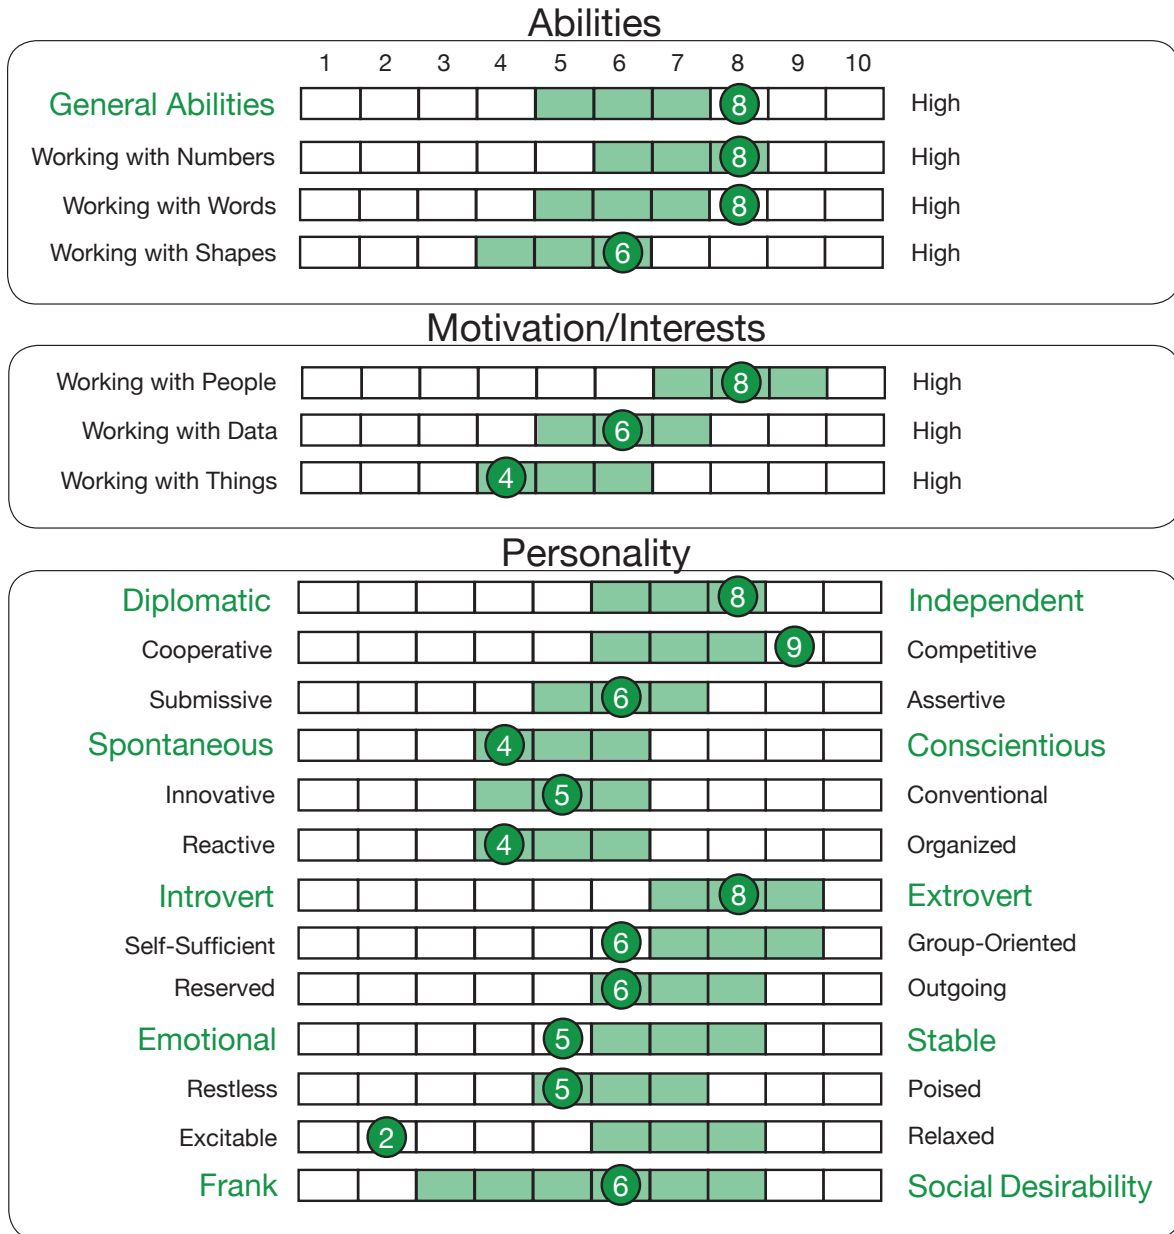 Abilities
1 2 3 4 5 6 7 8 9 10
General Abilities 8 High
Working with Numbers 8 High
Working with Words 8 High
Working with Shapes 6 High
Motivation/Interests
Working with People 8 High
Working with Data 6 High
Working with Things 4 High
Personality
Diplomatic 8 Independent
Cooperative 9 Competitive
Submissive 6 Assertive
Spontaneous 4 Conscientious
Innovative 5 Conventional
Reactive 4 Organized
Introvert 8 Extrovert
Self-Sufficient 6 Group-Oriented
Reserved 6 Outgoing
Emotional 5 Stable
Restless 5 Poised
Excitable 2 Relaxed
Frank 6 Social Desirability